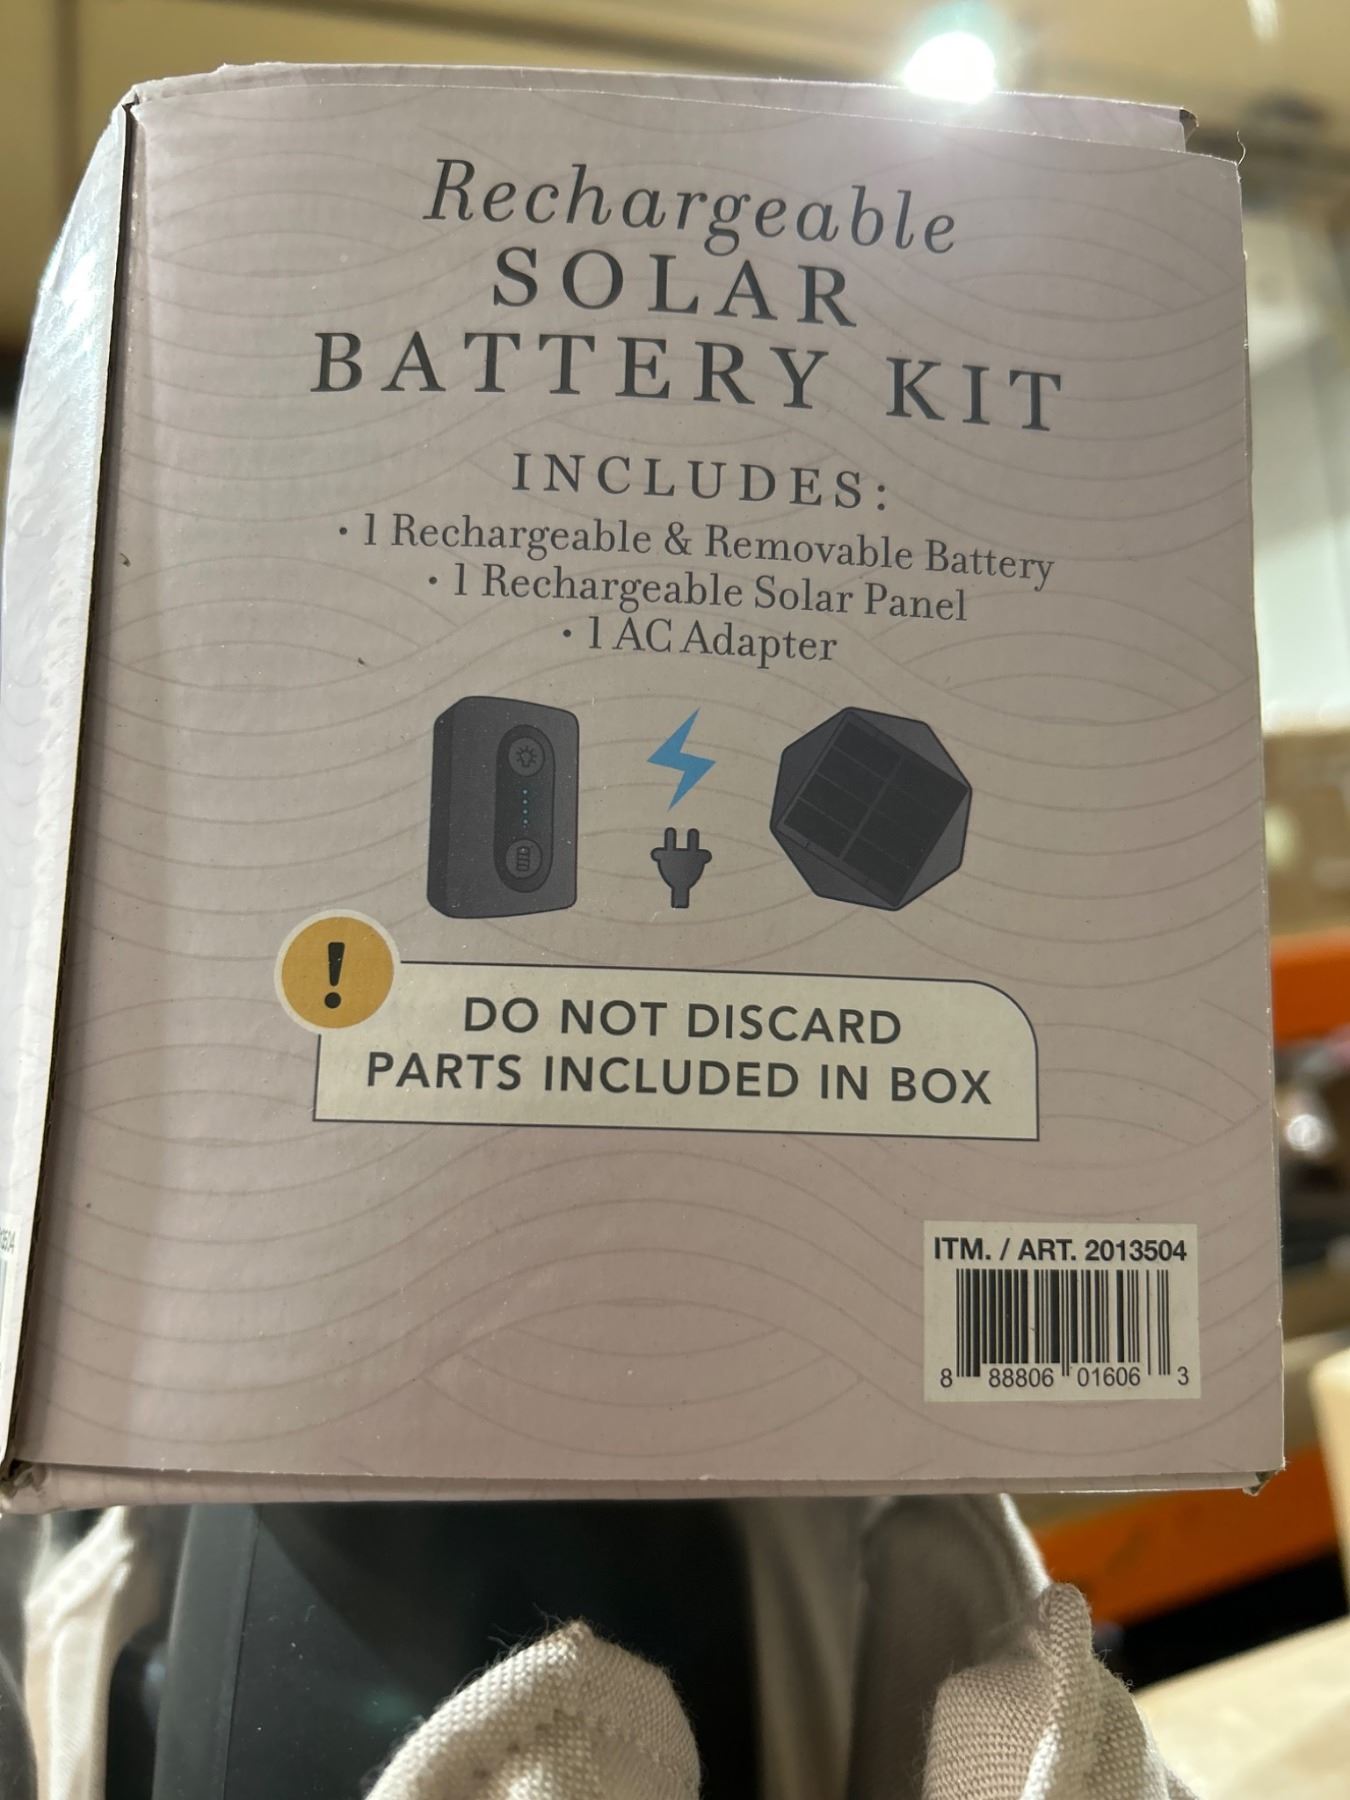 Rechargeable
SOLAR
BATTERY KIT
INCLUDES:
• 1 Rechargeable & Removable Battery
• 1 Rechargeable Solar Panel
• 1 AC Adapter
!
DO NOT DISCARD
PARTS INCLUDED IN BOX
ITM. / ART. 2013504
8 88806 01606 3